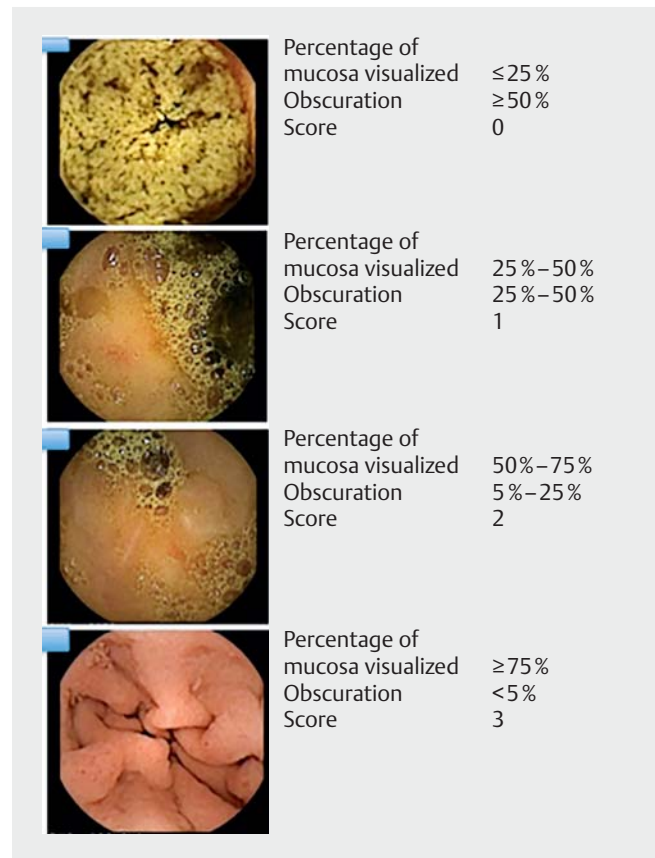 Percentage of
mucosa visualized ≤25%
Obscuration ≥50%
Score 0
Percentage of
mucosa visualized 25%–50%
Obscuration 25%–50%
Score 1
Percentage of
mucosa visualized 50%–75%
Obscuration 5%–25%
Score 2
Percentage of
mucosa visualized ≥75%
Obscuration <5%
Score 3